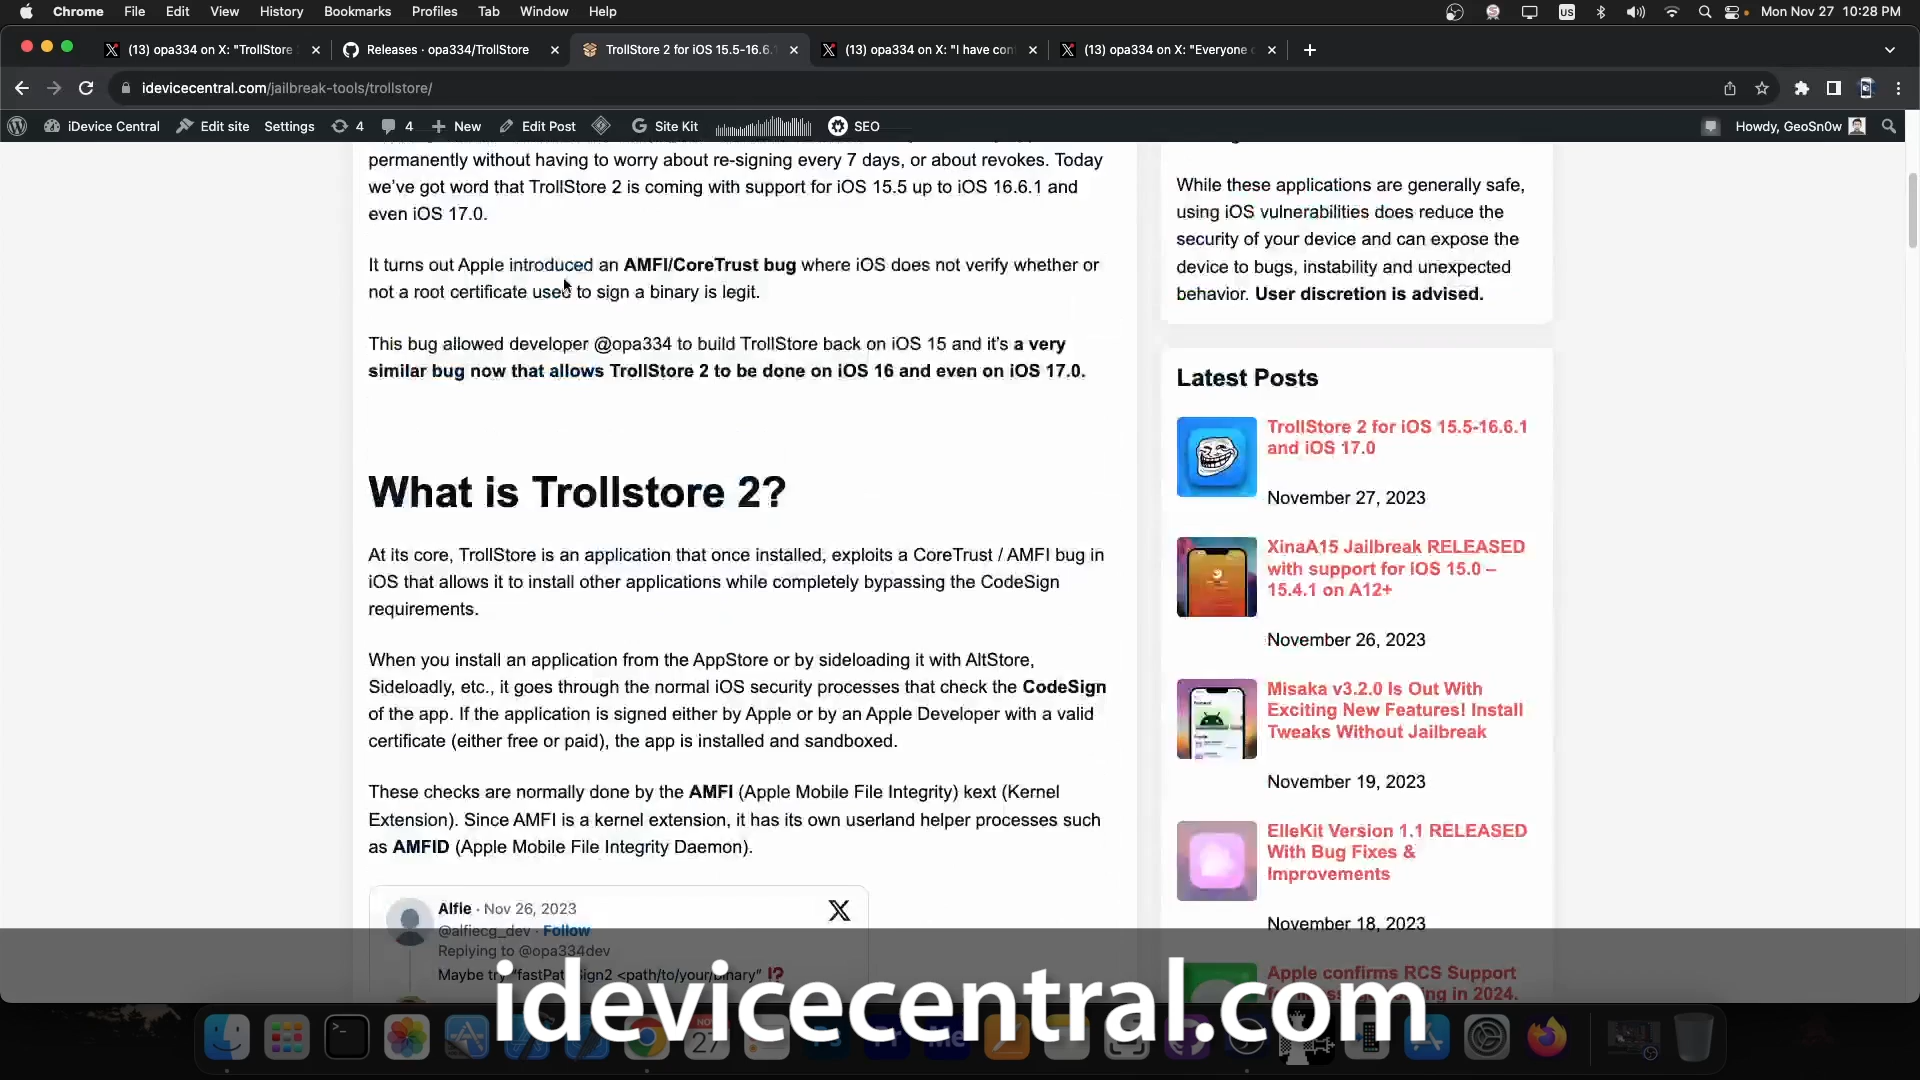 Chrome File Edit View History Bookmarks Profiles Tab Window Help US Mon Nov 27 10:28 PM
(13) opa334 on X: "TrollStore Releases · opa334/TrollStore TrollStore 2 for iOS 15.5-16.6.1 (13) opa334 on X: "I have con (13) opa334 on X: "Everyone
idevicecentral.com/jailbreak-tools/trollstore/
iDevice Central Edit site Settings 4 4 New Edit Post Site Kit SEO Howdy, GeoSn0w
permanently without having to worry about re-signing every 7 days, or about revokes. Today
we've got word that TrollStore 2 is coming with support for iOS 15.5 up to iOS 16.6.1 and
even iOS 17.0.
It turns out Apple introduced an AMFI/CoreTrust bug where iOS does not verify whether or
not a root certificate used to sign a binary is legit.
This bug allowed developer @opa334 to build TrollStore back on iOS 15 and it's a very
similar bug now that allows TrollStore 2 to be done on iOS 16 and even on iOS 17.0.
What is Trollstore 2?
At its core, TrollStore is an application that once installed, exploits a CoreTrust / AMFI bug in
iOS that allows it to install other applications while completely bypassing the CodeSign
requirements.
When you install an application from the AppStore or by sideloading it with AltStore,
Sideloadly, etc., it goes through the normal iOS security processes that check the CodeSign
of the app. If the application is signed either by Apple or by an Apple Developer with a valid
certificate (either free or paid), the app is installed and sandboxed.
These checks are normally done by the AMFI (Apple Mobile File Integrity) kext (Kernel
Extension). Since AMFI is a kernel extension, it has its own userland helper processes such
as AMFID (Apple Mobile File Integrity Daemon).
Alfie · Nov 26, 2023
@alfiecg_dev · Follow
Replying to @opa334dev
Maybe try "fastPathSign2 <path/to/your/binary" ⁉
While these applications are generally safe,
using iOS vulnerabilities does reduce the
security of your device and can expose the
device to bugs, instability and unexpected
behavior. User discretion is advised.
Latest Posts
TrollStore 2 for iOS 15.5-16.6.1
and iOS 17.0
November 27, 2023
XinaA15 Jailbreak RELEASED
with support for iOS 15.0 –
15.4.1 on A12+
November 26, 2023
Misaka v3.2.0 Is Out With
Exciting New Features! Install
Tweaks Without Jailbreak
November 19, 2023
ElleKit Version 1.1 RELEASED
With Bug Fixes &
Improvements
November 18, 2023
Apple confirms RCS Support
in 2024.
idevicecentral.com